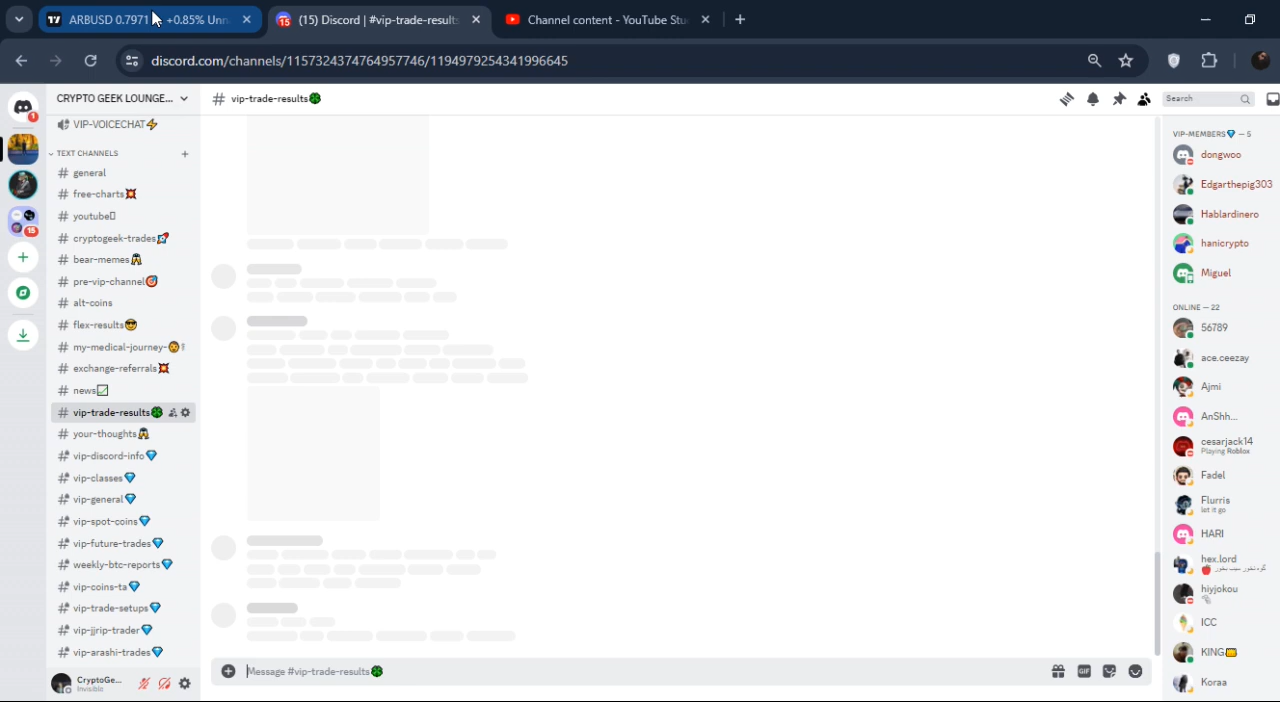 ARBUSD 0.7971 +0.85% Unn
(15) Discord | #vip-trade-results
Channel content - YouTube Stu
discord.com/channels/1157324374764957746/1194979254341996645
CRYPTO GEEK LOUNGE...
# vip-trade-results🍀
Search
VIP-VOICECHAT⚡
TEXT CHANNELS
# general
# free-charts💥
# youtube
# cryptogeek-trades🚀
# bear-memes
# pre-vip-channel🎯
# alt-coins
# flex-results😎
# my-medical-journey-
# exchange-referrals💥
# news
# vip-trade-results🍀
# your-thoughts
# vip-discord-info💎
# vip-classes💎
# vip-general💎
# vip-spot-coins💎
# vip-future-trades💎
# weekly-btc-reports💎
# vip-coins-ta💎
# vip-trade-setups💎
# vip-jjrip-trader💎
# vip-arashi-trades💎
CryptoGe...
Invisible
1
15
Message #vip-trade-results🍀
GIF
VIP-MEMBERS💎 — 5
dongwoo
Edgarthepig303
Hablardinero
hanicrypto
Miguel
ONLINE — 22
56789
ace.ceezay
Ajmi
AnShh...
cesarjack14
Playing Roblox
Fadel
Flurris
let it go
HARI
hex.lord
hiyjokou
ICC
KING
Koraa